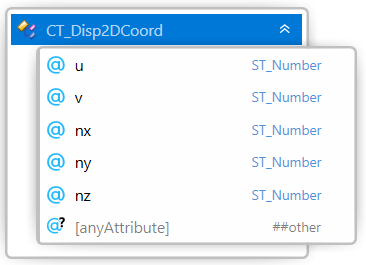 CT_Disp2DCoord
@ u ST_Number
@ v ST_Number
@ nx ST_Number
@ ny ST_Number
@ nz ST_Number
@? [anyAttribute] ##other